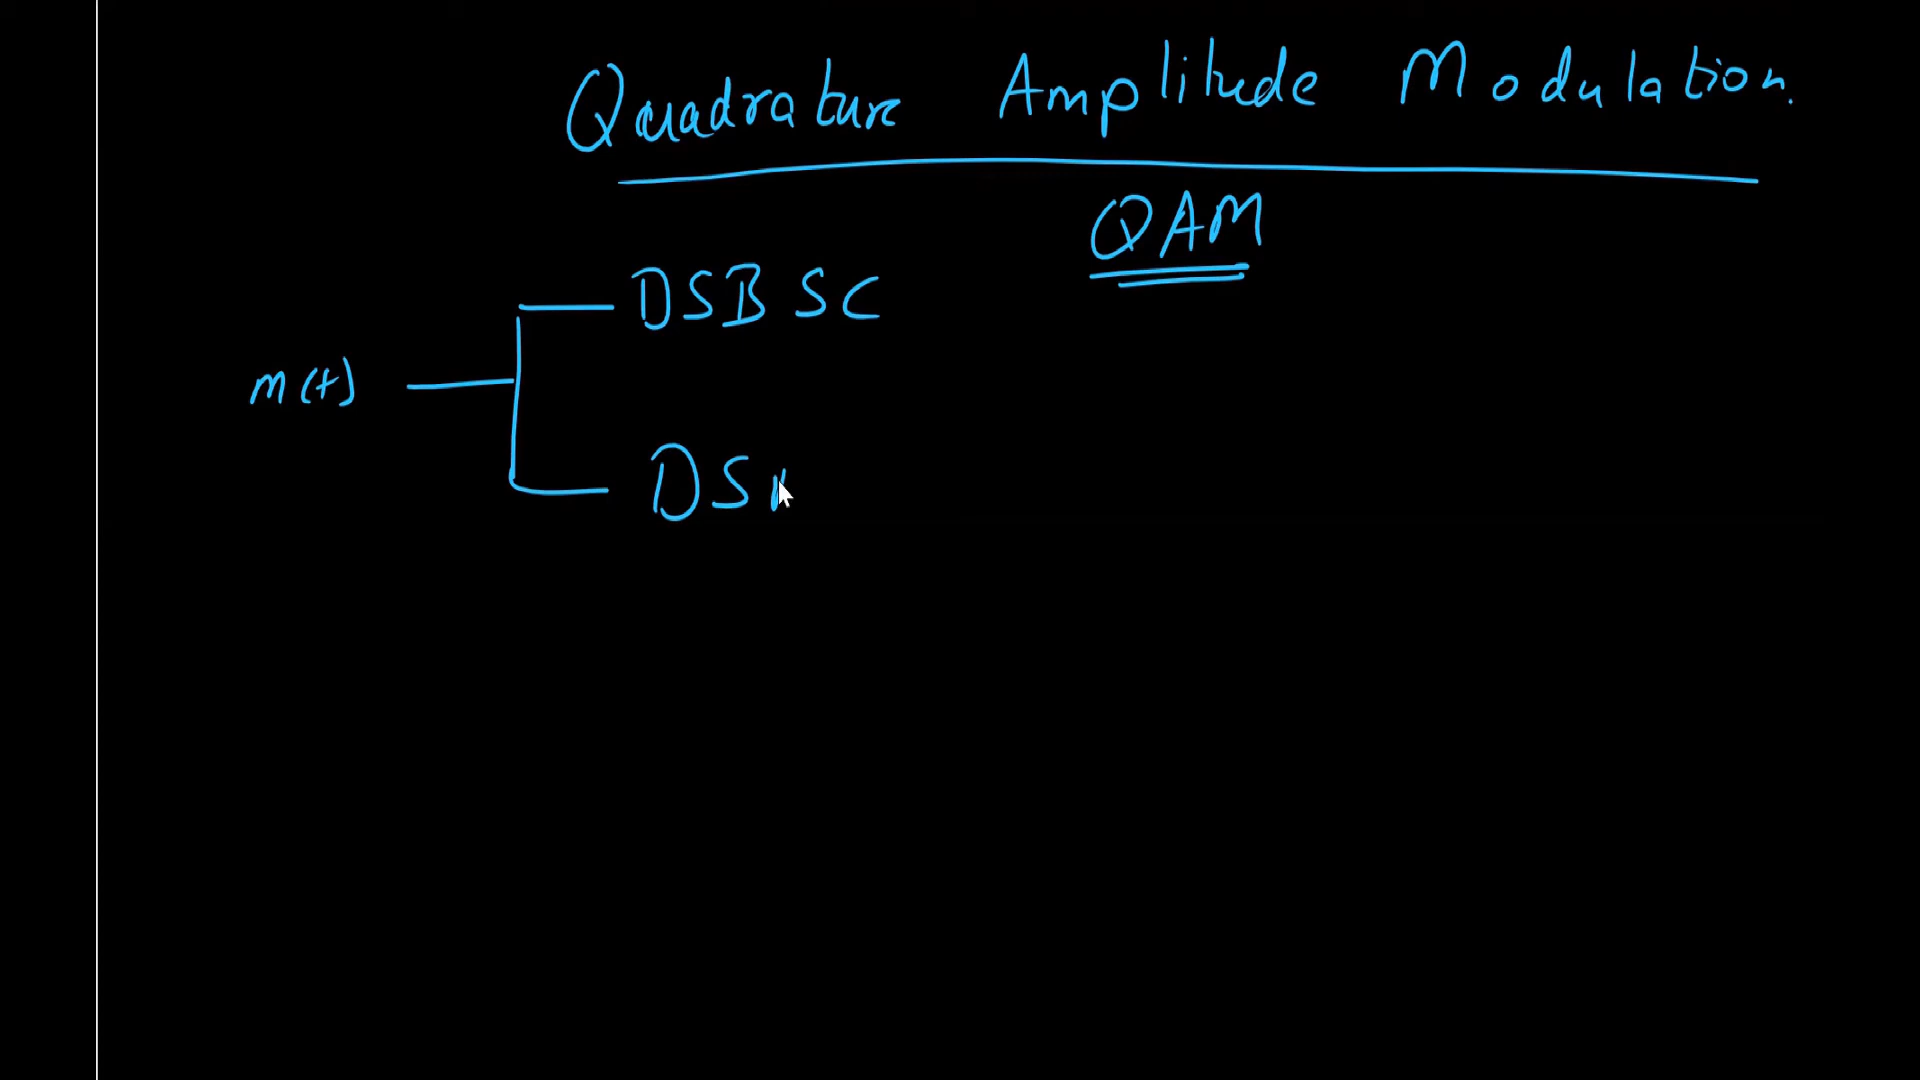 Quadrature Amplitude Modulation.
QAM
DSB SC
m(t)
DS